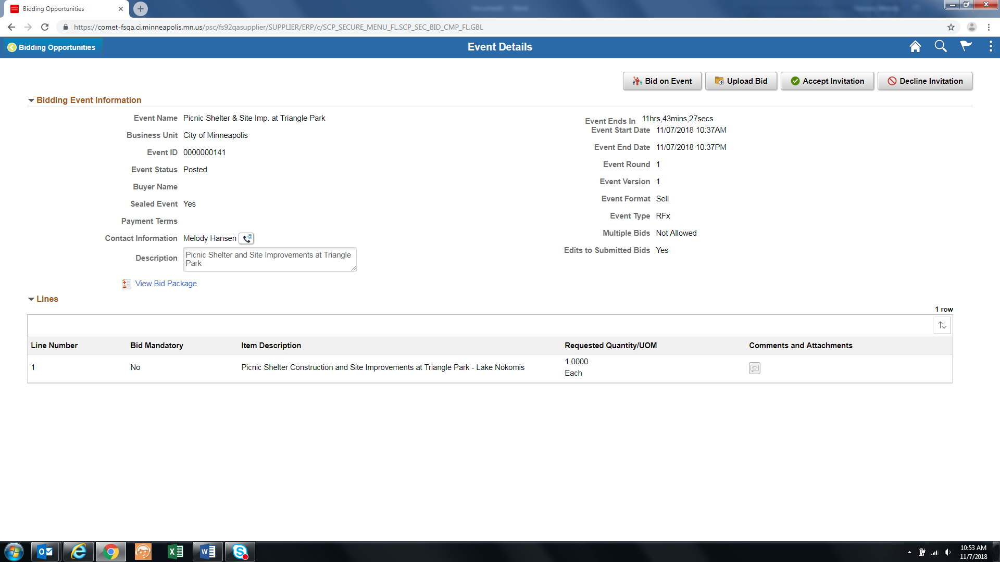 Bidding Opportunities
https://comet-fsqa.ci.minneapolis.mn.us/psc/fs92qasupplier/SUPPLIER/ERP/c/SCP_SECURE_MENU_FL.SCP_SEC_BID_CMP_FL.GBL
Bidding Opportunities
Event Details
Bid on Event
Upload Bid
Accept Invitation
Decline Invitation
Bidding Event Information
Event Name Picnic Shelter & Site Imp. at Triangle Park
Business Unit City of Minneapolis
Event ID 0000000141
Event Status Posted
Buyer Name
Sealed Event Yes
Payment Terms
Contact Information Melody Hansen
Description Picnic Shelter and Site Improvements at Triangle
Park
View Bid Package
Event Ends In 11hrs,43mins,27secs
Event Start Date 11/07/2018 10:37AM
Event End Date 11/07/2018 10:37PM
Event Round 1
Event Version 1
Event Format Sell
Event Type RFx
Multiple Bids Not Allowed
Edits to Submitted Bids Yes
Lines
1 row
Line Number Bid Mandatory Item Description Requested Quantity/UOM Comments and Attachments
1 No Picnic Shelter Construction and Site Improvements at Triangle Park - Lake Nokomis 1.0000
Each
10:53 AM
11/7/2018